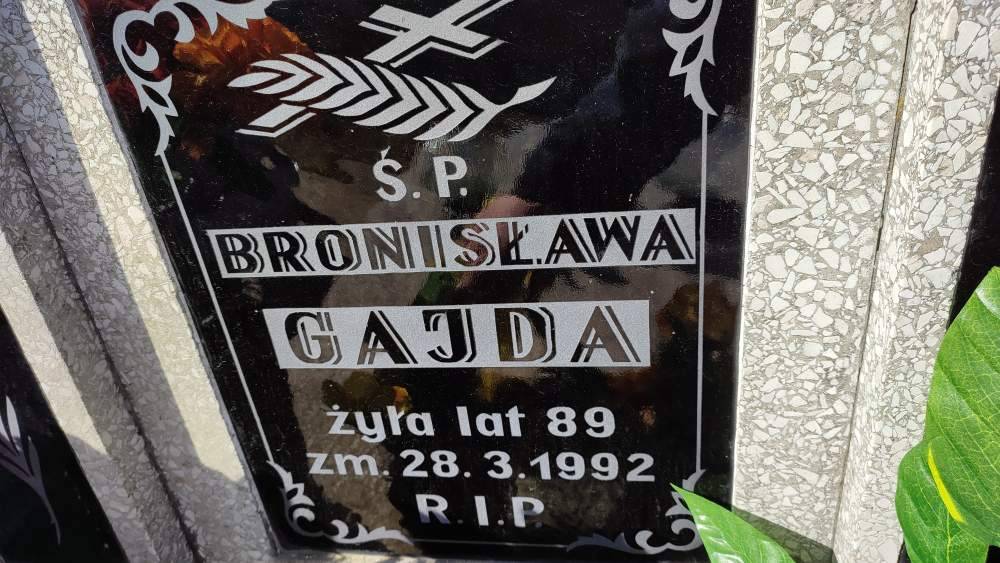 Ś.P.
BRONISŁAWA
GAJDA
żyła lat 89
zm. 28.3.1992
R.I.P.